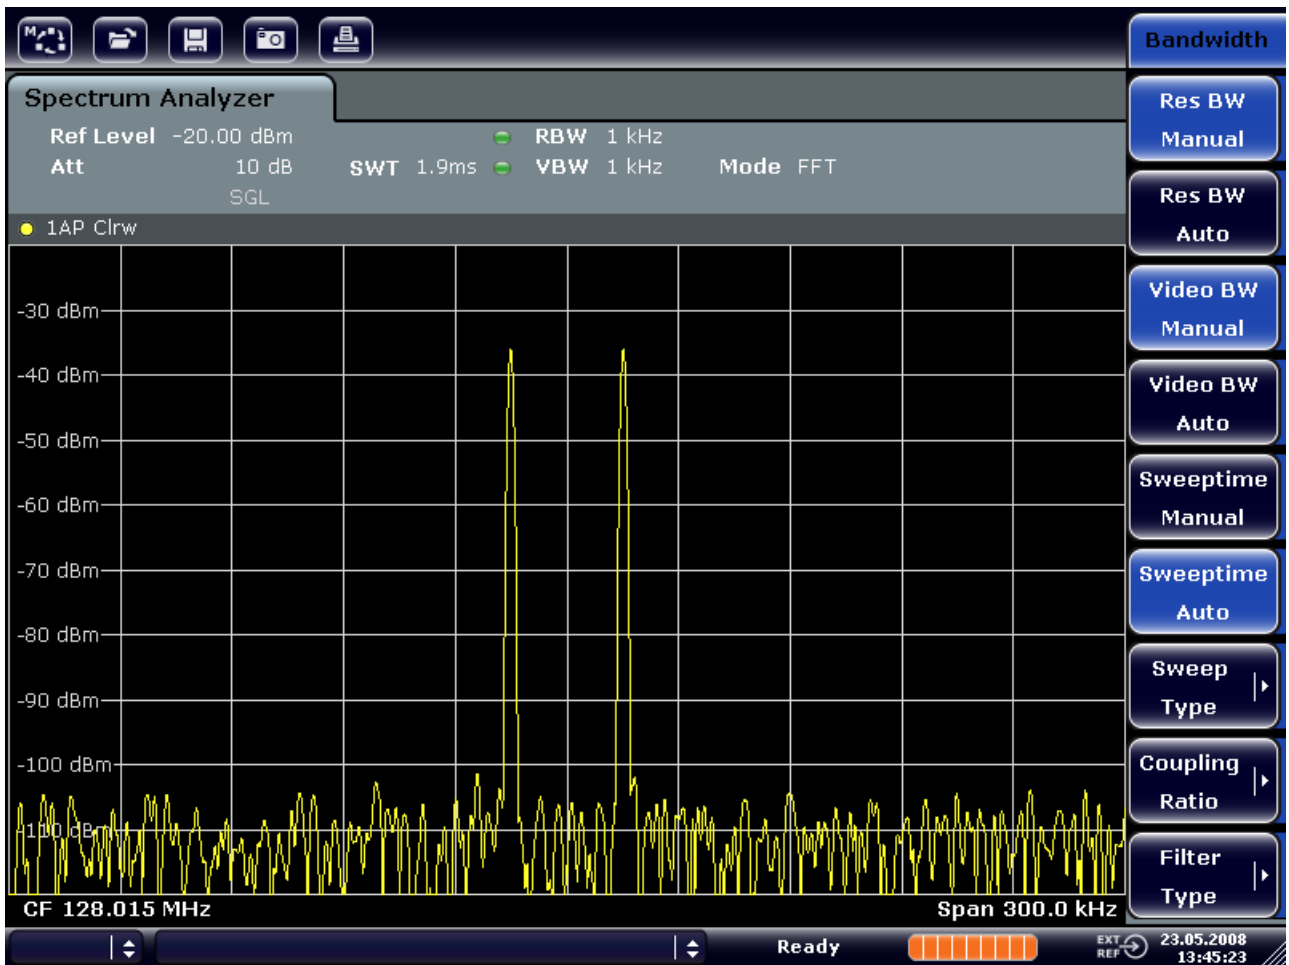 Bandwidth
Spectrum Analyzer
Ref Level -20.00 dBm RBW 1 kHz
Att 10 dB SWT 1.9ms VBW 1 kHz Mode FFT
SGL
1AP Clrw
-30 dBm
-40 dBm
-50 dBm
-60 dBm
-70 dBm
-80 dBm
-90 dBm
-100 dBm
-110 dBm
CF 128.015 MHz Span 300.0 kHz
Res BW
Manual
Res BW
Auto
Video BW
Manual
Video BW
Auto
Sweeptime
Manual
Sweeptime
Auto
Sweep
Type
Coupling
Ratio
Filter
Type
Ready
EXT
REF
23.05.2008
13:45:23
M